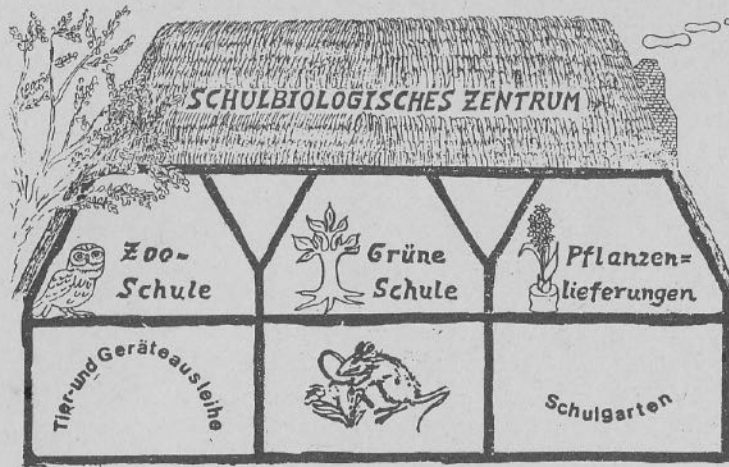 SCHULBIOLOGISCHES ZENTRUM
Zoo-
Schule
Grüne
Schule
Pflanzen=
lieferungen
Tier-und Geräteausleihe
Schulgarten